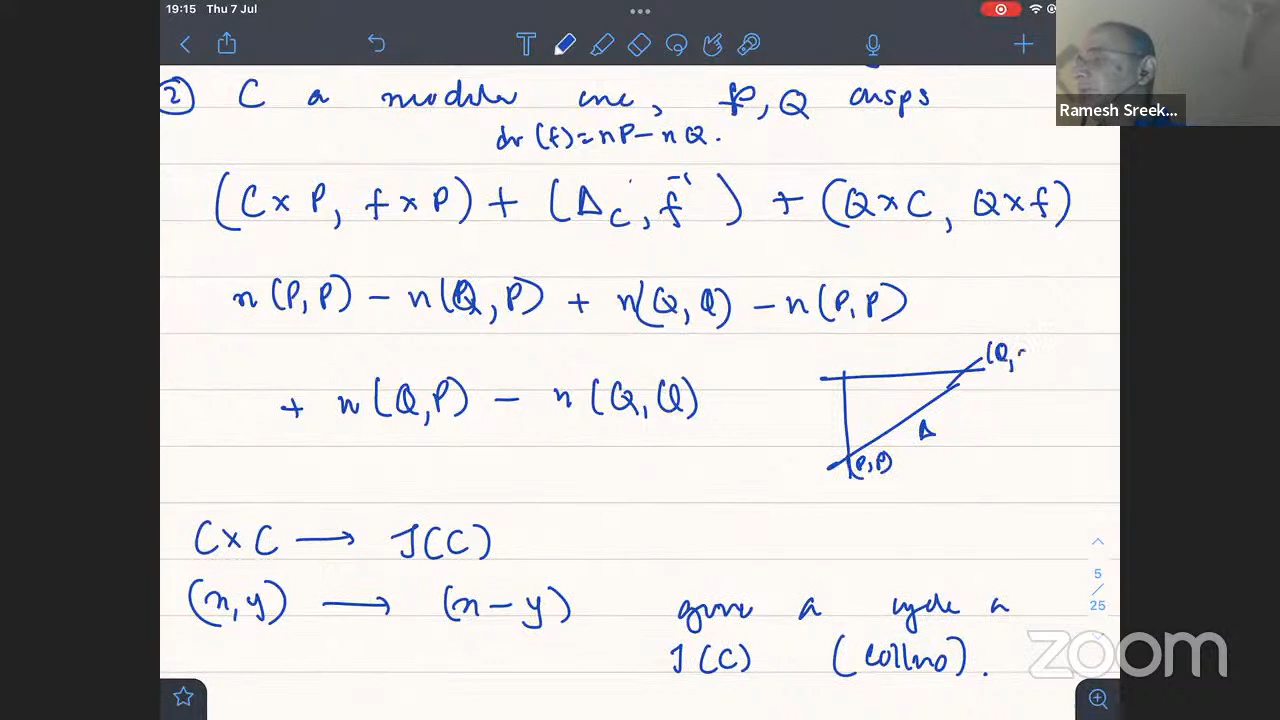 19:15 Thu 7 Jul
② C a modular curve, P, Q cusps
div (f) = nP - nQ.
(C × P, f × P) + (Δ_C, f^{-1}) + (Q × C, Q × f)
n(P, P) - n(Q, P) + n(Q, Q) - n(P, P)
(Q,
+ n(Q, P) - n(Q, Q)
Δ
(P,P)
C × C → J(C)
(x, y) → (x - y) gives a cycle in
J(C) (Collino).
5
/
25
Ramesh Sreek...
zoom